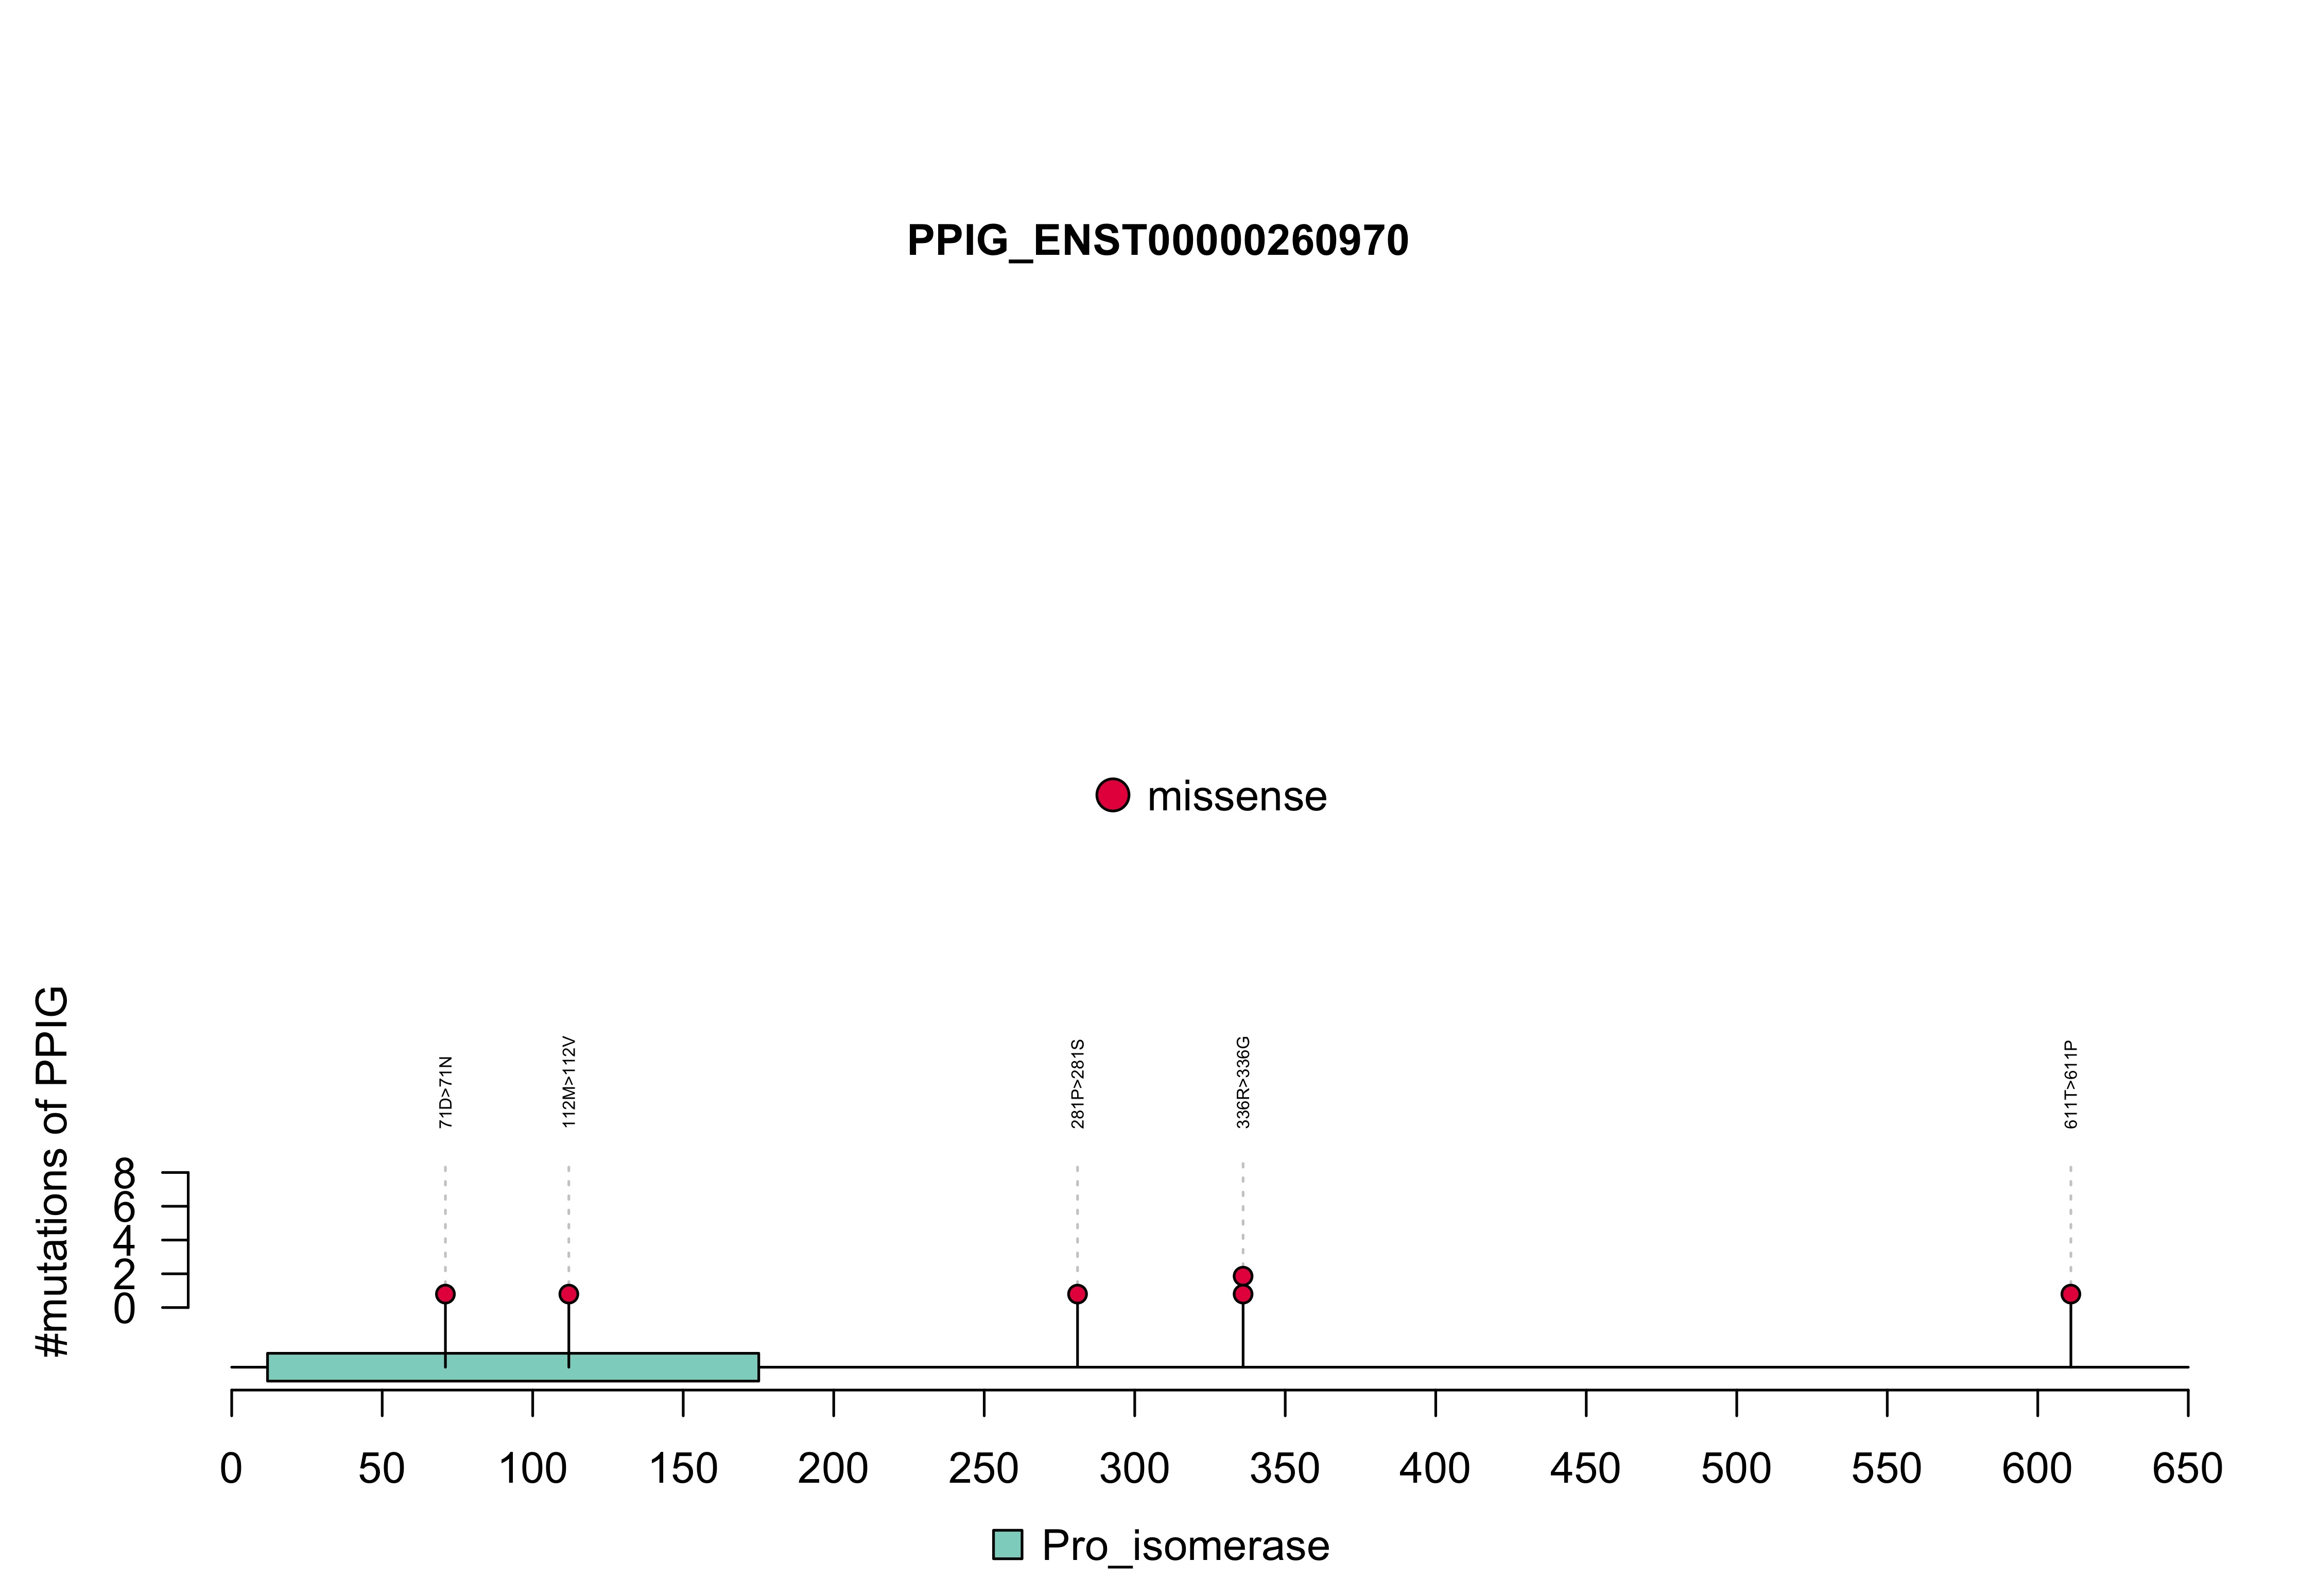 PPIG_ENST00000260970
missense
#mutations of PPIG
71D>71N
112M>112V
281P>281S
336R>336G
611T>611P
8
6
4
2
0
0 50 100 150 200 250 300 350 400 450 500 550 600 650
Pro_isomerase